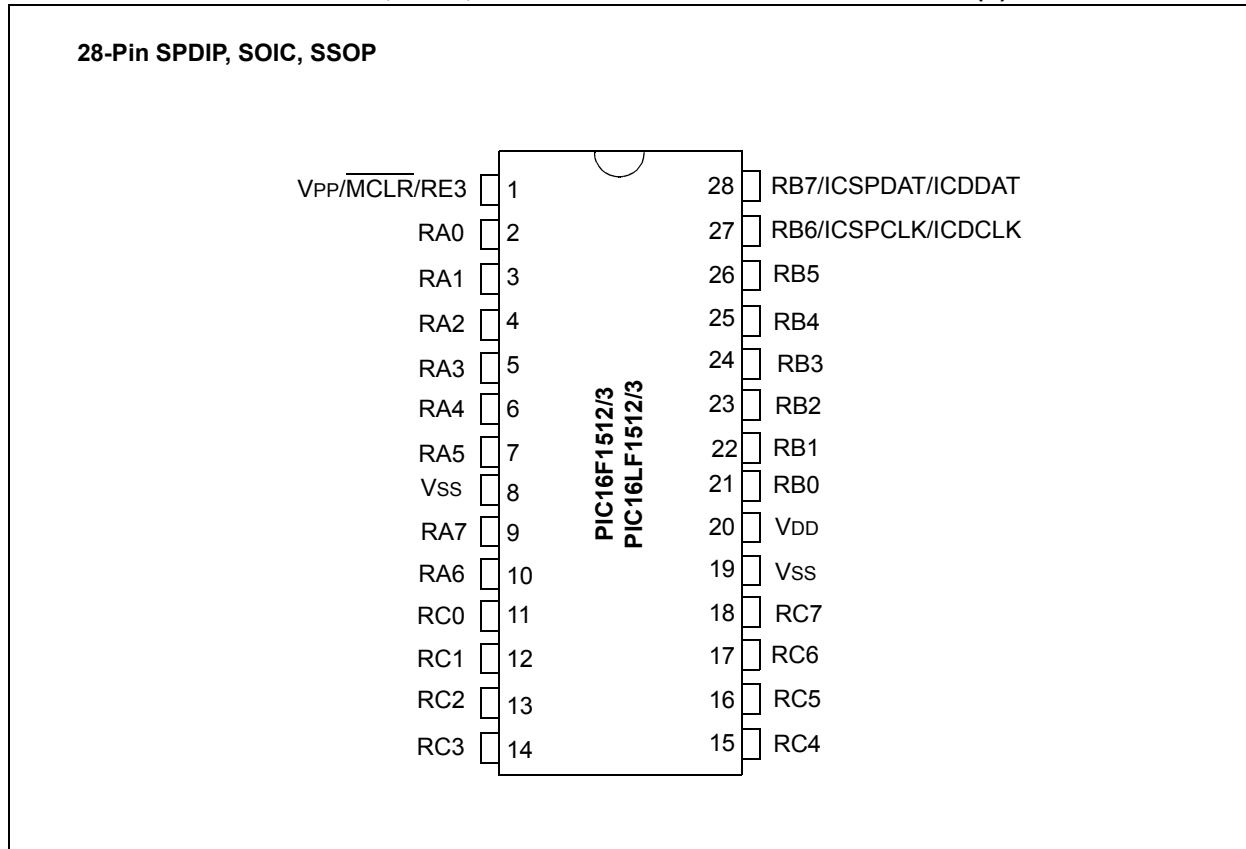 28-Pin SPDIP, SOIC, SSOP
VPP/MCLR/RE3 1 28 RB7/ICSPDAT/ICDDAT
RA0 2 27 RB6/ICSPCLK/ICDCLK
RA1 3 26 RB5
RA2 4 25 RB4
RA3 5 24 RB3
RA4 6 23 RB2
RA5 7 22 RB1
VSS 8 21 RB0
RA7 9 20 VDD
RA6 10 19 VSS
RC0 11 18 RC7
RC1 12 17 RC6
RC2 13 16 RC5
RC3 14 15 RC4
PIC16F1512/3
PIC16LF1512/3